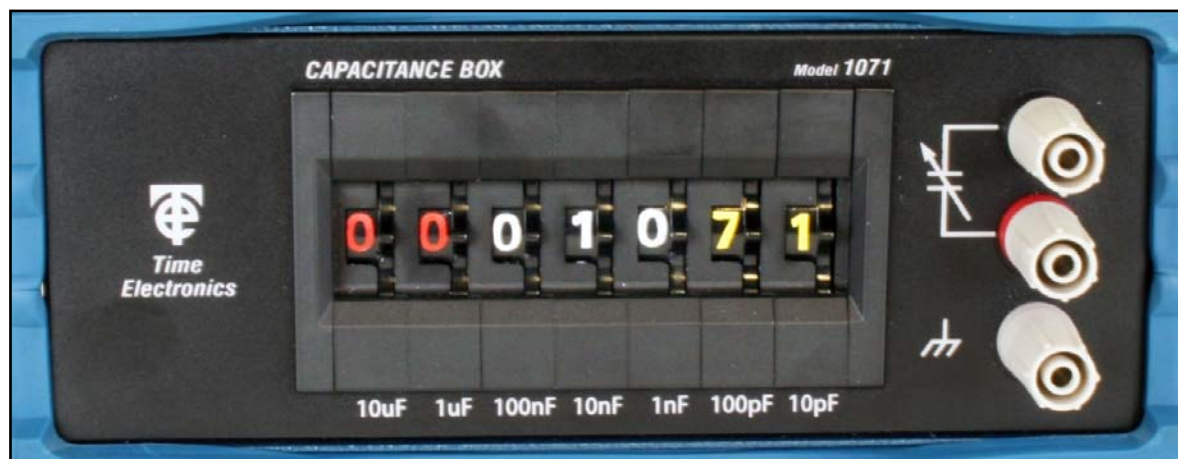 CAPACITANCE BOX Model 1071
0 0 0 1 0 7 1
Time
Electronics
10uF 1uF 100nF 10nF 1nF 100pF 10pF